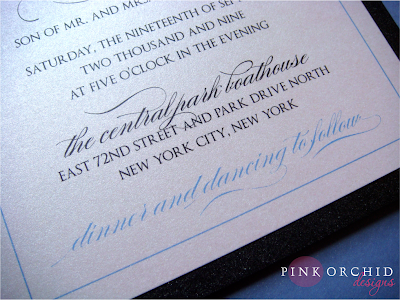 SON OF MR. AND MRS.
SATURDAY, THE NINETEENTH OF
TWO THOUSAND AND NINE
AT FIVE O'CLOCK IN THE EVENING
the central park boathouse
EAST 72ND STREET AND PARK DRIVE NORTH
NEW YORK CITY, NEW YORK
dinner and dancing to follow
PINK ORCHID
designs